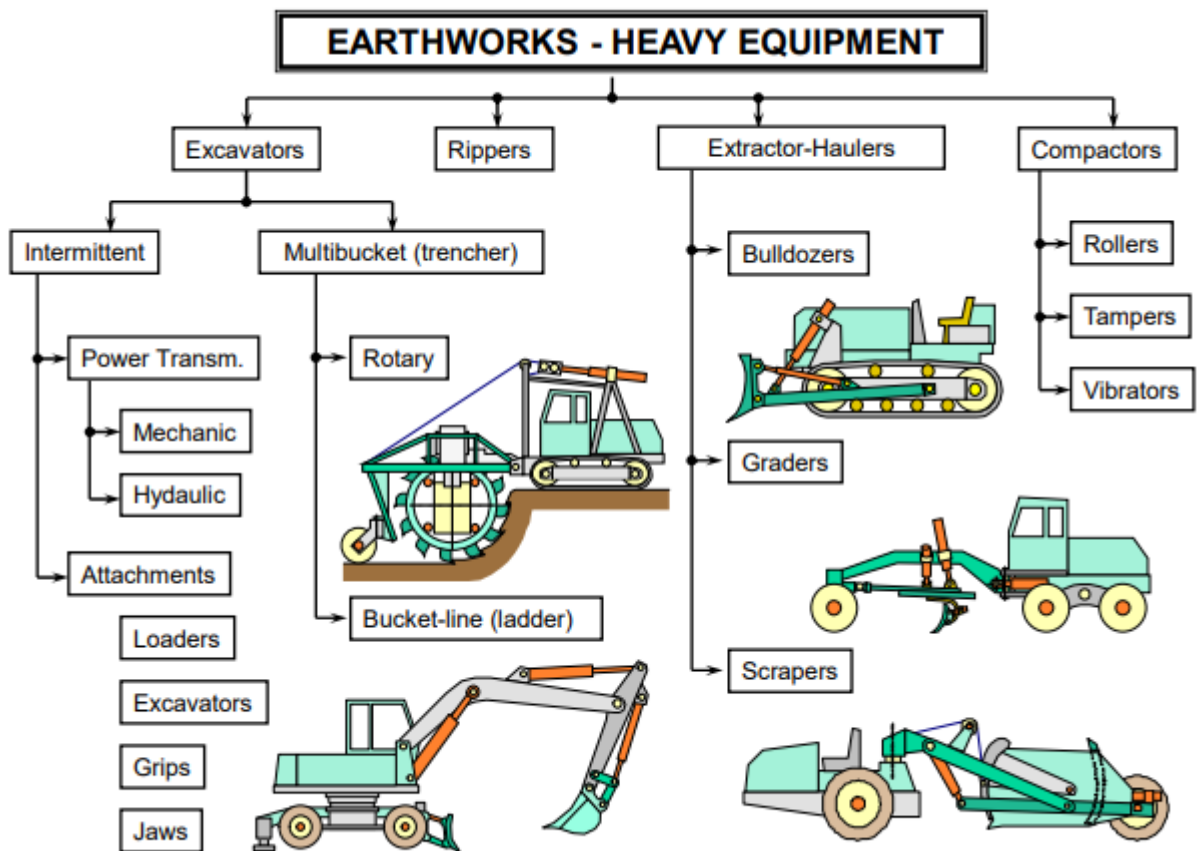 EARTHWORKS - HEAVY EQUIPMENT
Excavators
Rippers
Extractor-Haulers
Compactors
Intermittent
Multibucket (trencher)
Bulldozers
Rollers
Power Transm.
Rotary
Tampers
Mechanic
Vibrators
Hydaulic
Graders
Attachments
Bucket-line (ladder)
Loaders
Scrapers
Excavators
Grips
Jaws